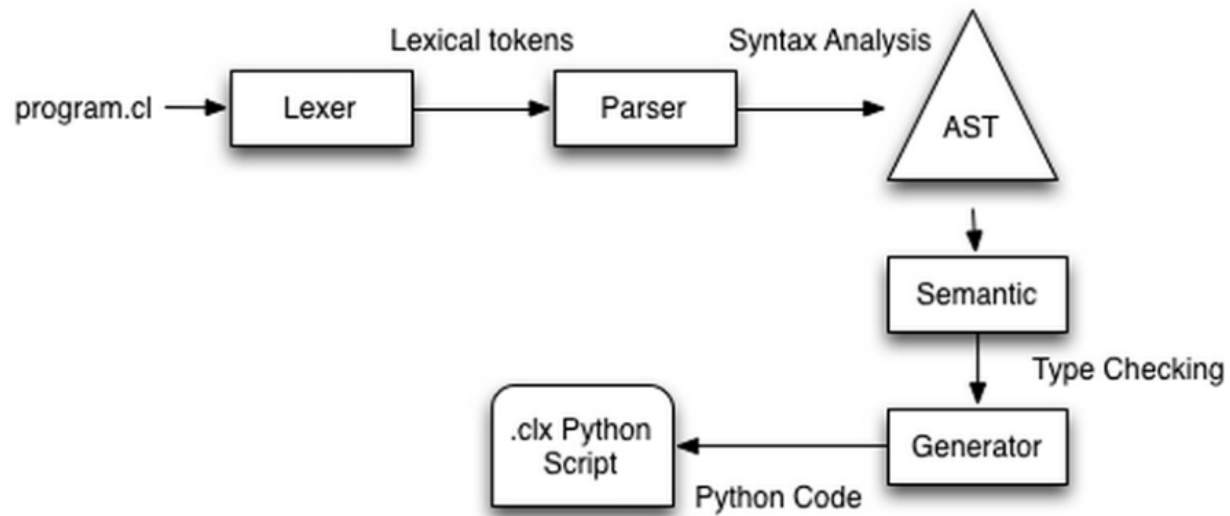 Lexical tokens
Syntax Analysis
program.cl
Lexer
Parser
AST
Semantic
Type Checking
.clx Python
Script
Generator
Python Code